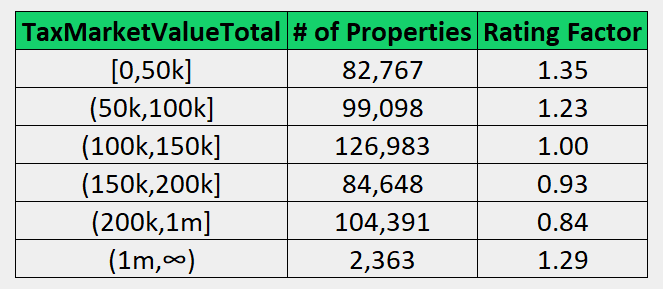 TaxMarketValueTotal # of Properties Rating Factor
[0,50k] 82,767 1.35
(50k,100k] 99,098 1.23
(100k,150k] 126,983 1.00
(150k,200k] 84,648 0.93
(200k,1m] 104,391 0.84
(1m,∞) 2,363 1.29